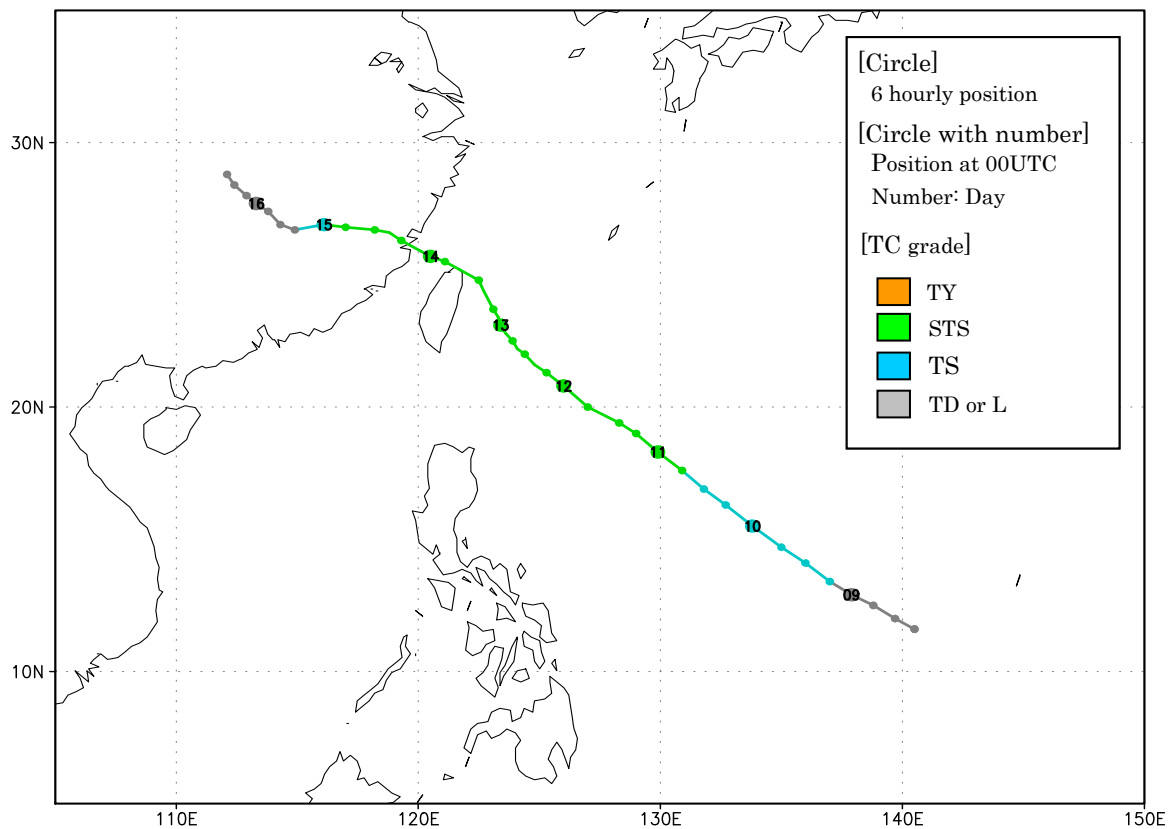 [Circle]
6 hourly position
[Circle with number]
Position at 00UTC
Number: Day
[TC grade]
TY
STS
TS
TD or L
30N
20N
10N
16
15
14
13
12
11
10
09
110E
120E
130E
140E
150E